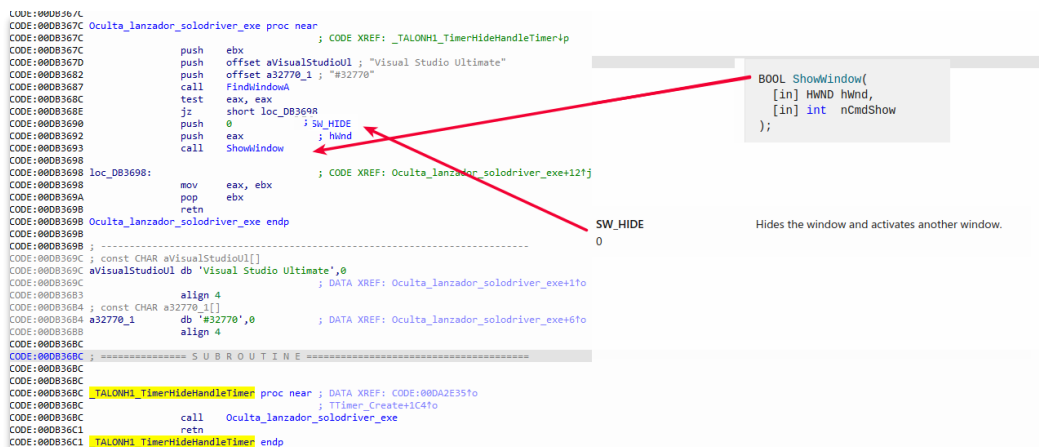 CODE:00DB367C
CODE:00DB367C Oculta_lanzador_solodriver_exe proc near
CODE:00DB367C ; CODE XREF: _TALONH1_TimerHideHandleTimer↓p
CODE:00DB367C push ebx
CODE:00DB367D push offset aVisualStudioUl ; "Visual Studio Ultimate"
CODE:00DB3682 push offset a32770_1 ; "#32770"
CODE:00DB3687 call FindWindowA
CODE:00DB368C test eax, eax
CODE:00DB368E jz short loc_DB3698
CODE:00DB3690 push 0 ; SW_HIDE
CODE:00DB3692 push eax ; hWnd
CODE:00DB3693 call ShowWindow
CODE:00DB3698
CODE:00DB3698 loc_DB3698: ; CODE XREF: Oculta_lanzador_solodriver_exe+12↑j
CODE:00DB3698 mov eax, ebx
CODE:00DB369A pop ebx
CODE:00DB369B retn
CODE:00DB369B Oculta_lanzador_solodriver_exe endp
CODE:00DB369B
CODE:00DB369B ; ---------------------------------------------------------------------------
CODE:00DB369C ; const CHAR aVisualStudioUl[]
CODE:00DB369C aVisualStudioUl db 'Visual Studio Ultimate',0
CODE:00DB369C ; DATA XREF: Oculta_lanzador_solodriver_exe+1↑o
CODE:00DB36B3 align 4
CODE:00DB36B4 ; const CHAR a32770_1[]
CODE:00DB36B4 a32770_1 db '#32770',0 ; DATA XREF: Oculta_lanzador_solodriver_exe+6↑o
CODE:00DB36BB align 4
CODE:00DB36BC
CODE:00DB36BC ; =============== S U B R O U T I N E =======================================
CODE:00DB36BC
CODE:00DB36BC
CODE:00DB36BC _TALONH1_TimerHideHandleTimer proc near ; DATA XREF: CODE:00DA2E35↑o
CODE:00DB36BC ; TTimer_Create+1C4↑o
CODE:00DB36BC call Oculta_lanzador_solodriver_exe
CODE:00DB36C1 retn
CODE:00DB36C1 _TALONH1_TimerHideHandleTimer endp
BOOL ShowWindow(
[in] HWND hWnd,
[in] int nCmdShow
);
SW_HIDE Hides the window and activates another window.
0